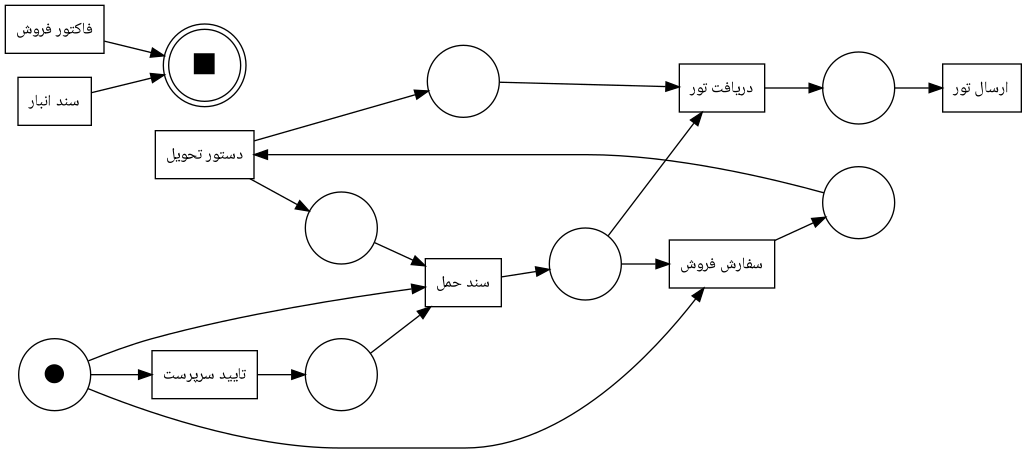 فاکتور فروش
سند انبار
دریافت تور
ارسال تور
دستور تحویل
سفارش فروش
سند حمل
تایید سرپرست